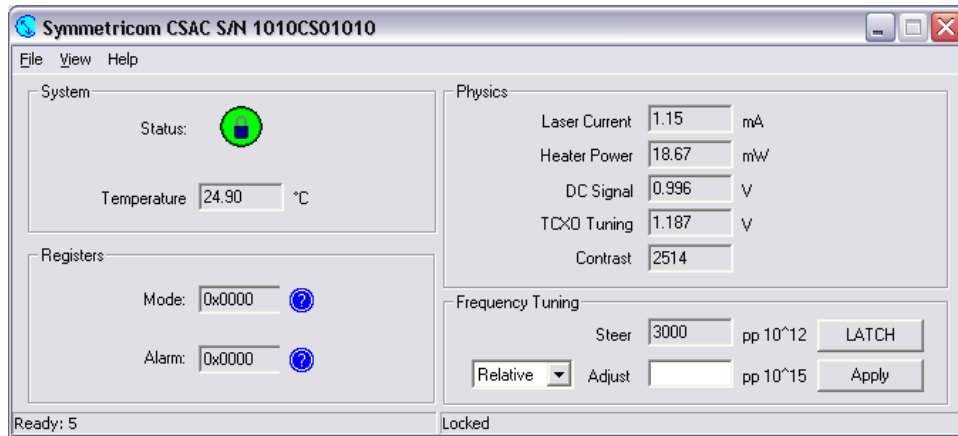 Symmetricom CSAC S/N 1010CS01010
File View Help
System
Status:
Temperature 24.90 °C
Registers
Mode: 0x0000 ?
Alarm: 0x0000 ?
Physics
Laser Current 1.15 mA
Heater Power 18.67 mW
DC Signal 0.996 V
TCXO Tuning 1.187 V
Contrast 2514
Frequency Tuning
Steer 3000 pp 10^12 LATCH
Relative Adjust pp 10^15 Apply
Ready: 5 Locked